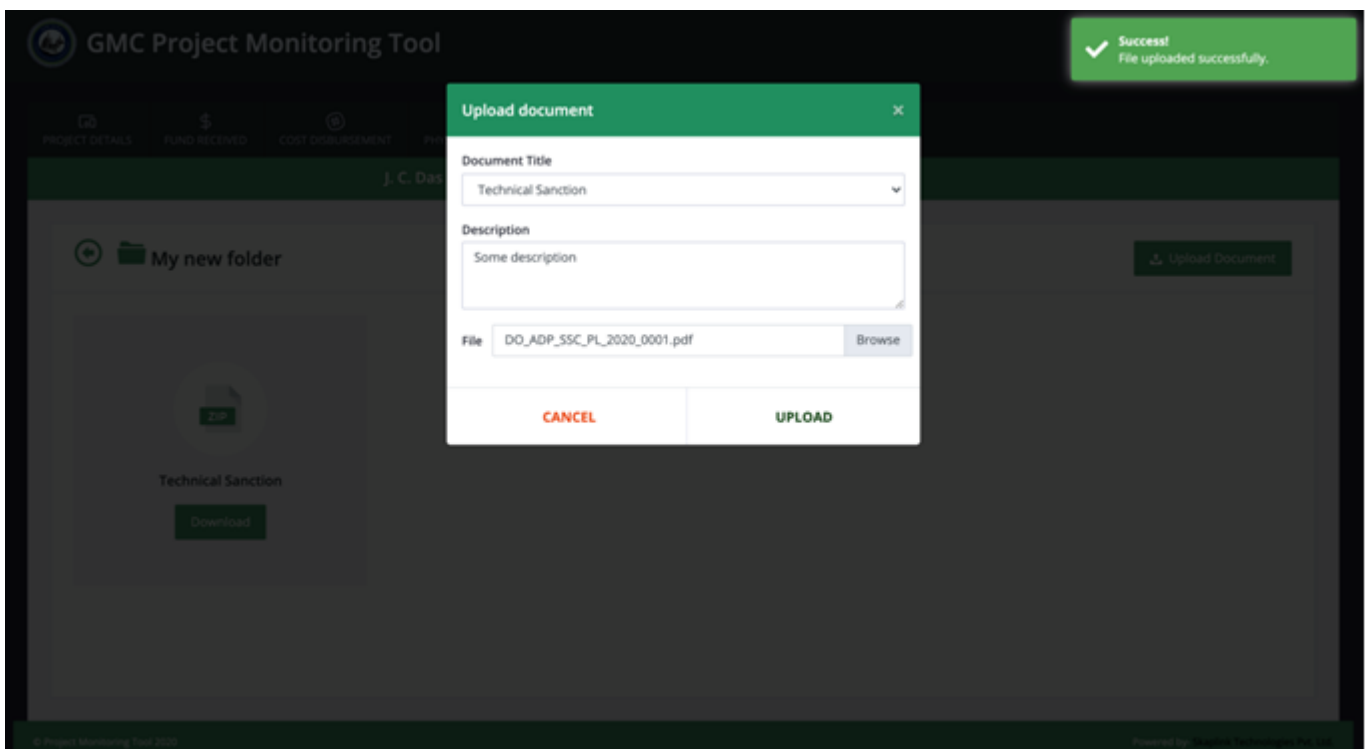 GMC Project Monitoring Tool
Success!
File uploaded successfully.
PROJECT DETAILS
FUND RECEIVED
COST DISBURSEMENT
J. C. Das
Upload document ×
Document Title
Technical Sanction
Description
Some description
File DO_ADP_SSC_PL_2020_0001.pdf Browse
CANCEL UPLOAD
My new folder
Upload Document
ZIP
Technical Sanction
Download
© Project Monitoring Tool 2020
Powered by